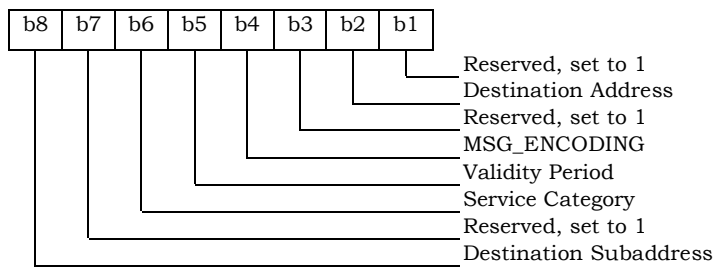 b8 b7 b6 b5 b4 b3 b2 b1
Reserved, set to 1
Destination Address
Reserved, set to 1
MSG_ENCODING
Validity Period
Service Category
Reserved, set to 1
Destination Subaddress